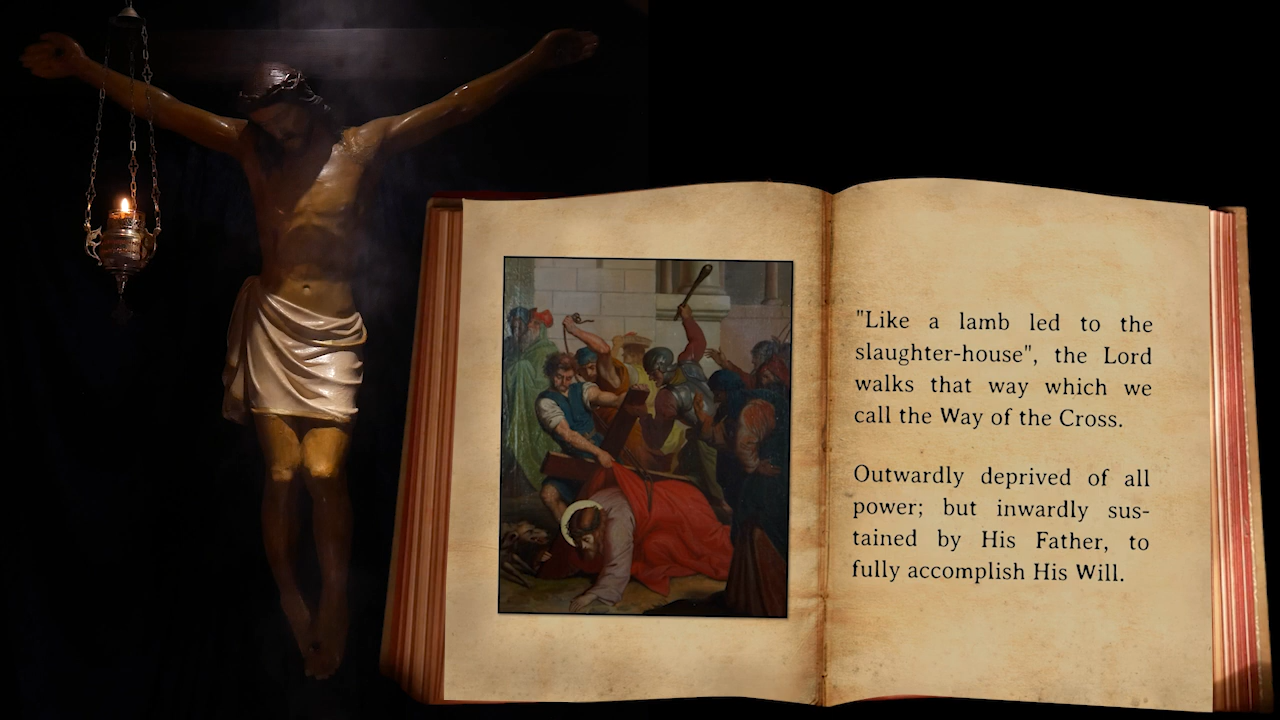 "Like a lamb led to the
slaughter-house", the Lord
walks that way which we
call the Way of the Cross.
Outwardly deprived of all
power; but inwardly sus-
tained by His Father, to
fully accomplish His Will.